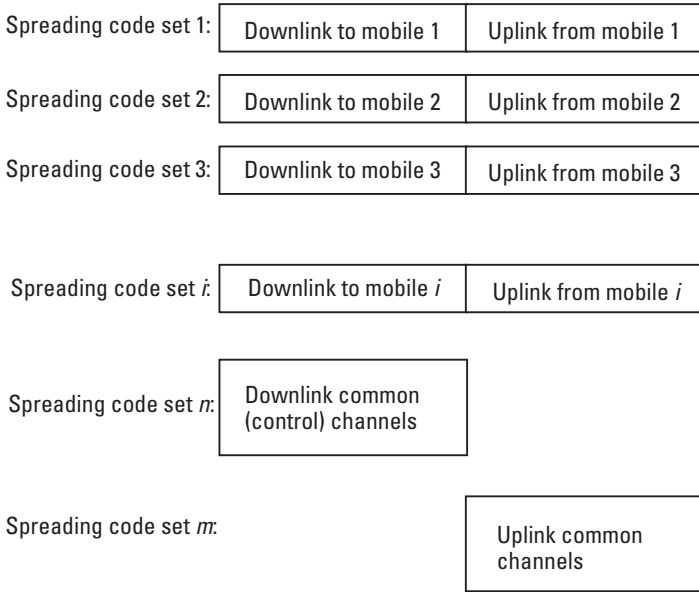 Spreading code set 1: Downlink to mobile 1 Uplink from mobile 1
Spreading code set 2: Downlink to mobile 2 Uplink from mobile 2
Spreading code set 3: Downlink to mobile 3 Uplink from mobile 3
Spreading code set i: Downlink to mobile i Uplink from mobile i
Spreading code set n:
Downlink common
(control) channels
Spreading code set m:
Uplink common
channels